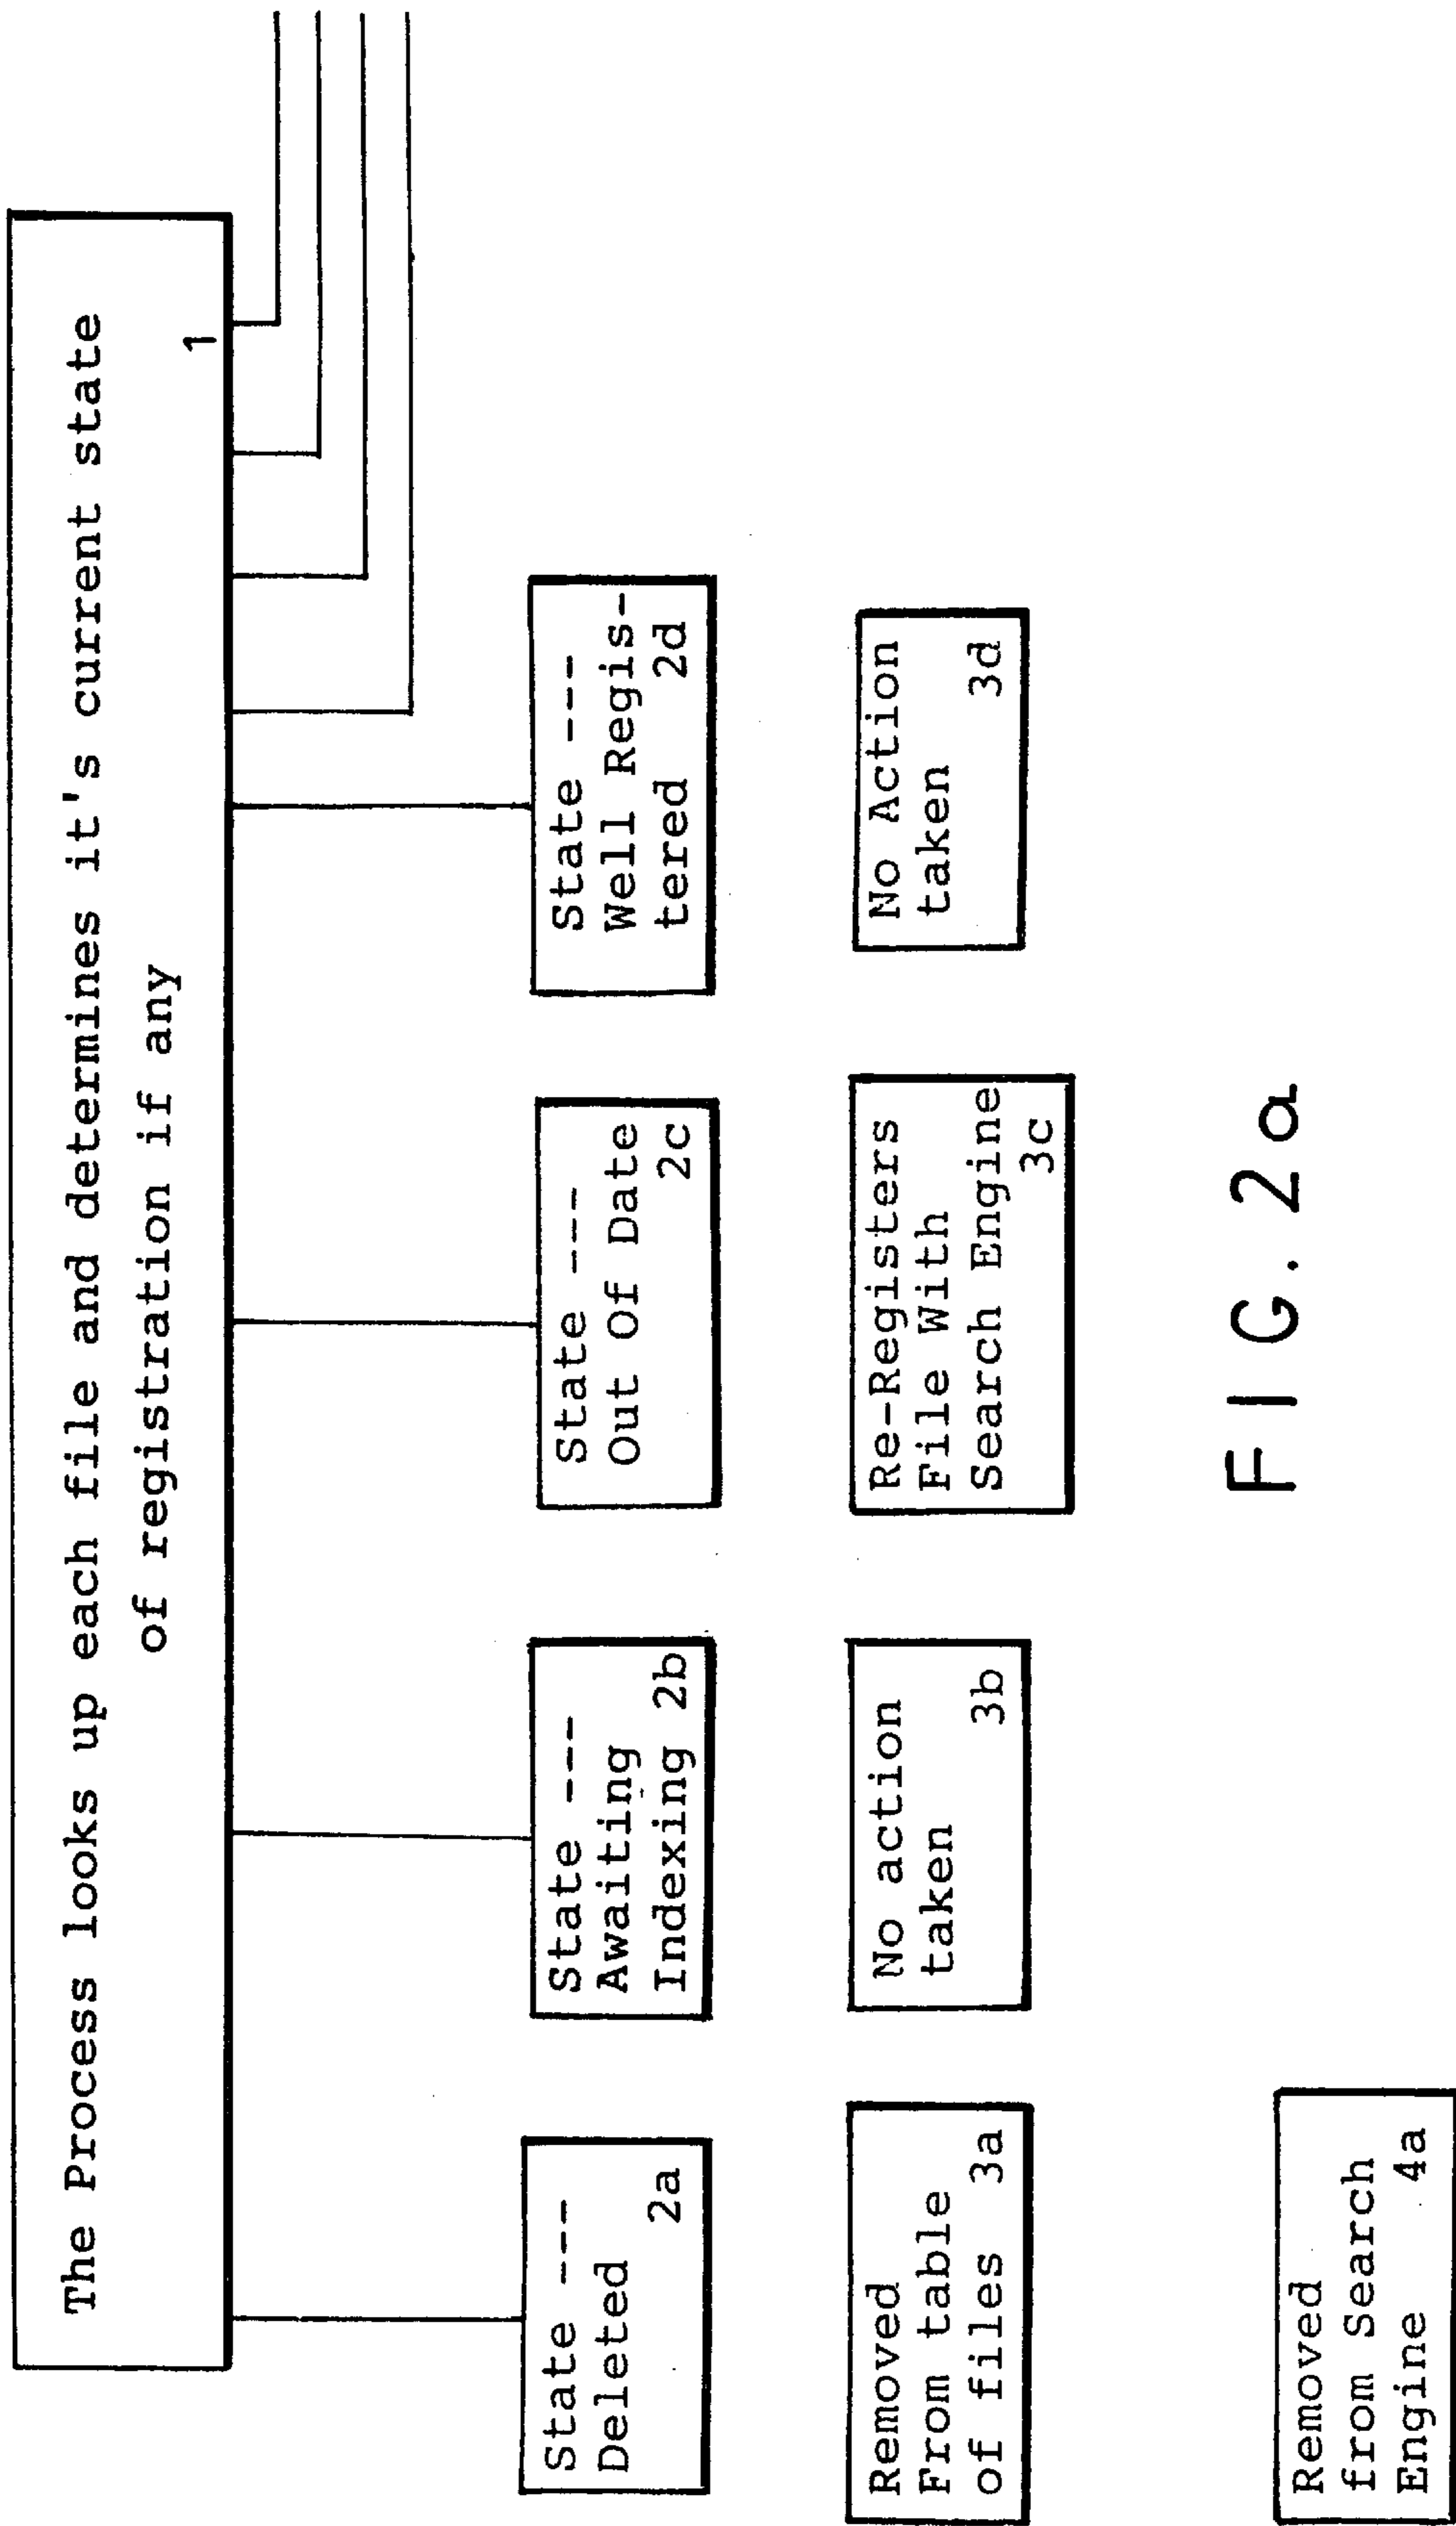 The Process looks up each file and determines it's current state
of registration if any
1
State ---
Deleted
2a
State ---
Awaiting
Indexing 2b
State ---
Out Of Date
2c
State ---
Well Regis-
tered 2d
Removed
From table
of files 3a
No action
taken
3b
Re-Registers
File With
Search Engine
3c
No Action
taken
3d
Removed
from Search
Engine 4a
FIG. 2a